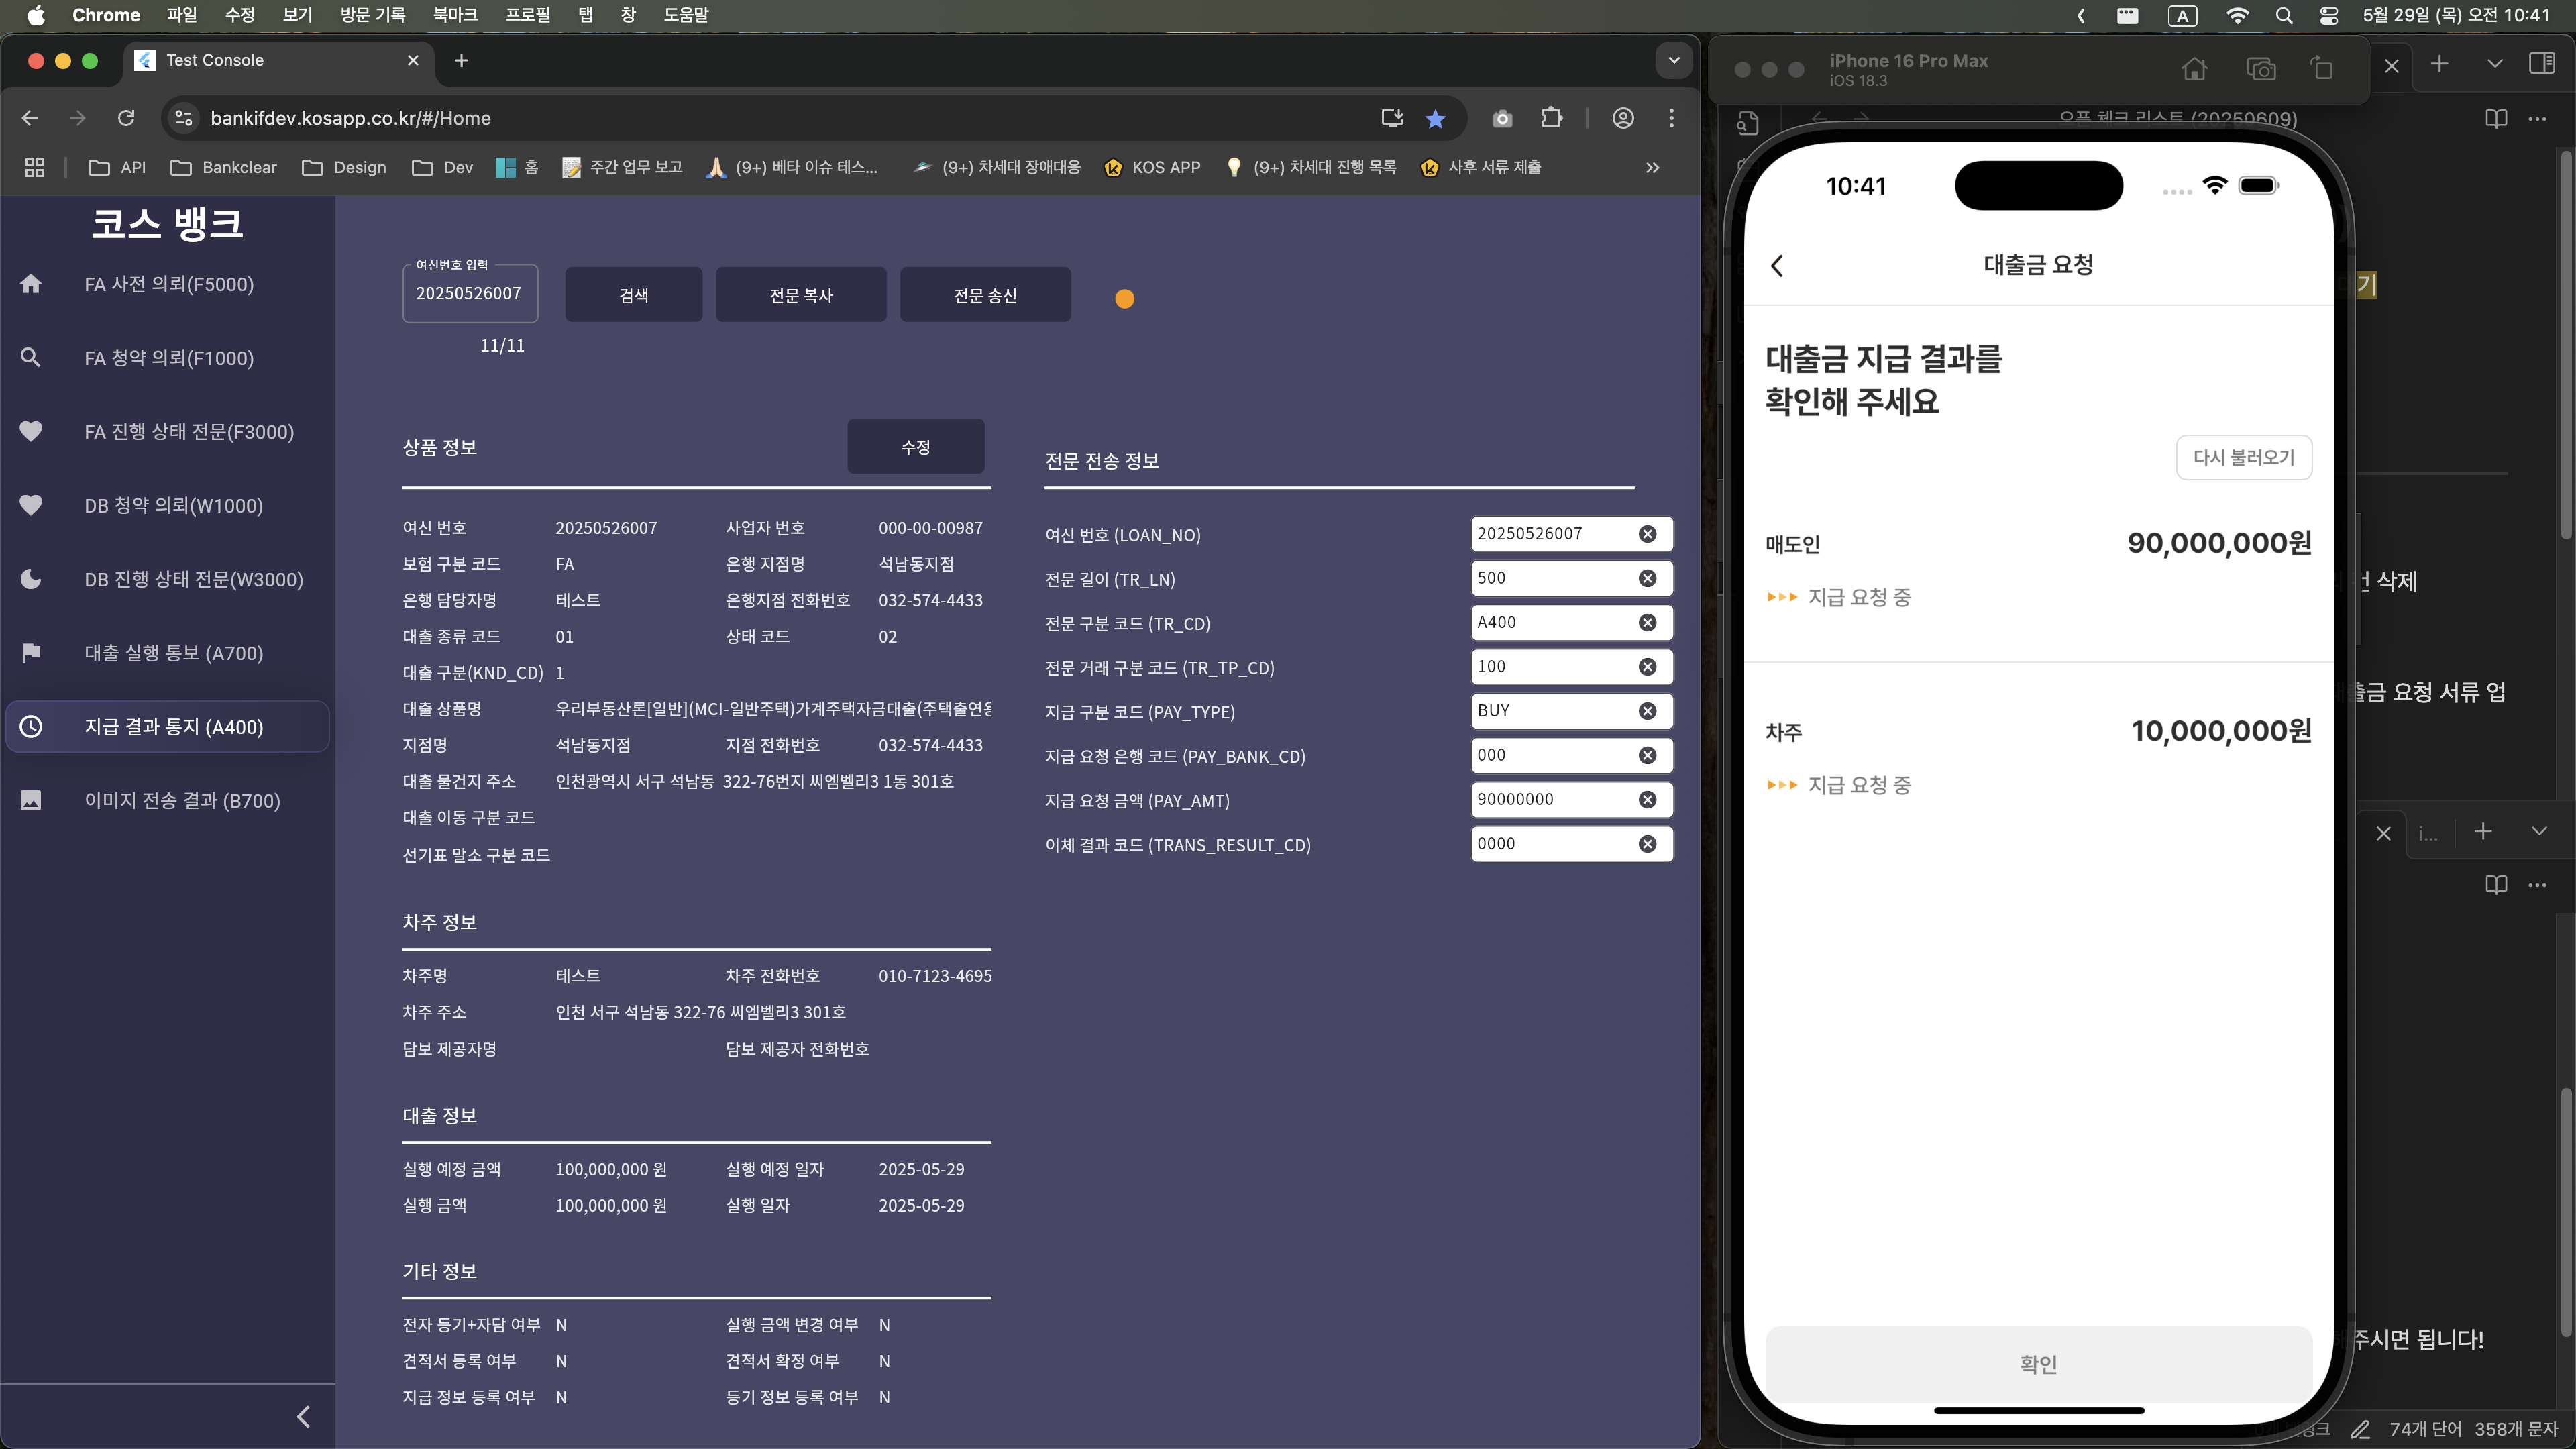 Chrome 파일 수정 보기 방문 기록 북마크 프로필 탭 창 도움말
A 5월 29일 (목) 오전 10:41
Test Console
bankifdev.kosapp.co.kr/#/Home
API Bankclear Design Dev 홈 주간 업무 보고 (9+) 베타 이슈 테스... (9+) 차세대 장애대응 KOS APP (9+) 차세대 진행 목록 사후 서류 제출
코스 뱅크
FA 사전 의뢰(F5000)
FA 청약 의뢰(F1000)
FA 진행 상태 전문(F3000)
DB 청약 의뢰(W1000)
DB 진행 상태 전문(W3000)
대출 실행 통보 (A700)
지급 결과 통지 (A400)
이미지 전송 결과 (B700)
여신번호 입력
20250526007
11/11
검색
전문 복사
전문 송신
상품 정보
수정
여신 번호 20250526007 사업자 번호 000-00-00987
보험 구분 코드 FA 은행 지점명 석남동지점
은행 담당자명 테스트 은행지점 전화번호 032-574-4433
대출 종류 코드 01 상태 코드 02
대출 구분(KND_CD) 1
대출 상품명 우리부동산론[일반](MCI-일반주택)가계주택자금대출(주택출연
지점명 석남동지점 지점 전화번호 032-574-4433
대출 물건지 주소 인천광역시 서구 석남동 322-76번지 씨엠벨리3 1동 301호
대출 이동 구분 코드
선기표 말소 구분 코드
차주 정보
차주명 테스트 차주 전화번호 010-7123-4695
차주 주소 인천 서구 석남동 322-76 씨엠벨리3 301호
담보 제공자명 담보 제공자 전화번호
대출 정보
실행 예정 금액 100,000,000 원 실행 예정 일자 2025-05-29
실행 금액 100,000,000 원 실행 일자 2025-05-29
기타 정보
전자 등기+자담 여부 N 실행 금액 변경 여부 N
견적서 등록 여부 N 견적서 확정 여부 N
지급 정보 등록 여부 N 등기 정보 등록 여부 N
전문 전송 정보
여신 번호 (LOAN_NO) 20250526007
전문 길이 (TR_LN) 500
전문 구분 코드 (TR_CD) A400
전문 거래 구분 코드 (TR_TP_CD) 100
지급 구분 코드 (PAY_TYPE) BUY
지급 요청 은행 코드 (PAY_BANK_CD) 000
지급 요청 금액 (PAY_AMT) 90000000
이체 결과 코드 (TRANS_RESULT_CD) 0000
iPhone 16 Pro Max
iOS 18.3
오픈 체크 리스트 (20250609)
10:41
대출금 요청
대출금 지급 결과를
확인해 주세요
다시 불러오기
매도인 90,000,000원
지급 요청 중
차주 10,000,000원
지급 요청 중
확인
기
건 삭제
대출금 요청 서류 업
i...
주시면 됩니다!
74개 단어 358개 문자